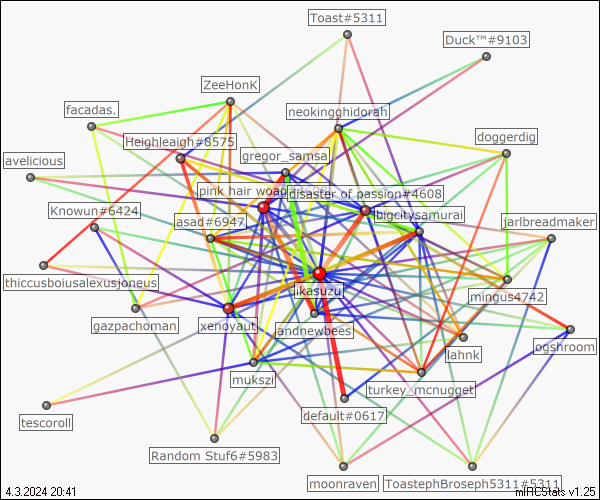 Toast#5311
Duck™#9103
ZeeHonK
facadas.
neokingghidorah
Heighleaigh#8575
doggerdig
gregor_samsa
avelicious
pink hair woag
disaster of passion#4608
Knowun#6424
bigcitysamurai
asad#6947
jarlbreadmaker
thiccusboiusalexusjoneus
likasuzu
mingus4742
gazpachoman
xenoyaut
andnewbees
ogshroom
lahnk
mukszi
turkey_mcnugget
tescoroll
default#0617
Random Stuf6#5983
moonraven
ToastephBroseph5311#5311
4.3.2024 20:41
mIRCStats v1.25